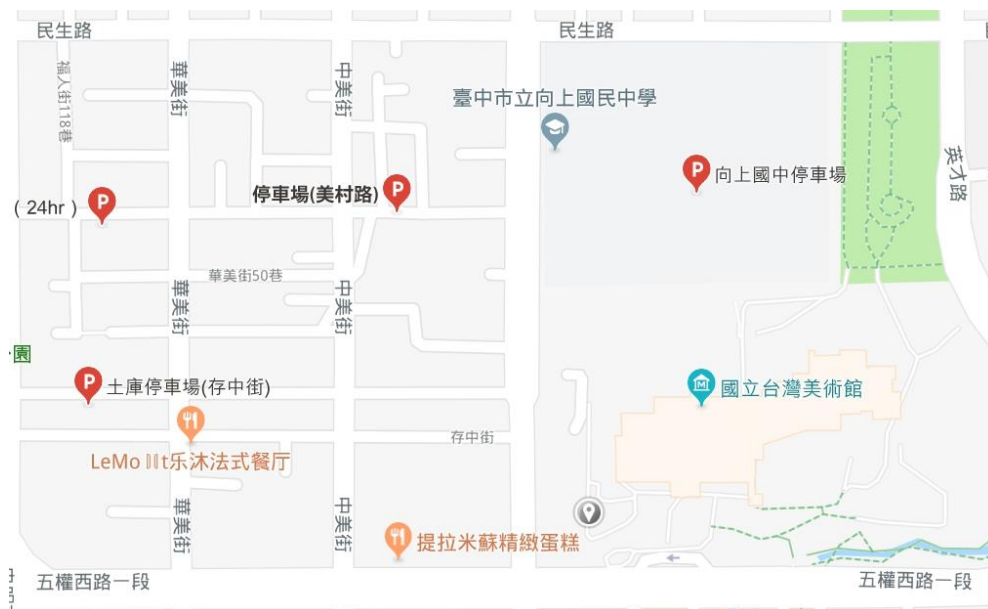 民生路
民生路
福人街118巷
華美街
中美街
臺中市立向上國民中學
向上國中停車場
英才路
停車場(美村路)
( 24hr )
華美街50巷
華美街
中美街
園
土庫停車場(存中街)
國立台灣美術館
存中街
LeMo
t乐沐法式餐厅
華美街
中美街
提拉米蘇精緻蛋糕
五權西路一段
五權西路一段